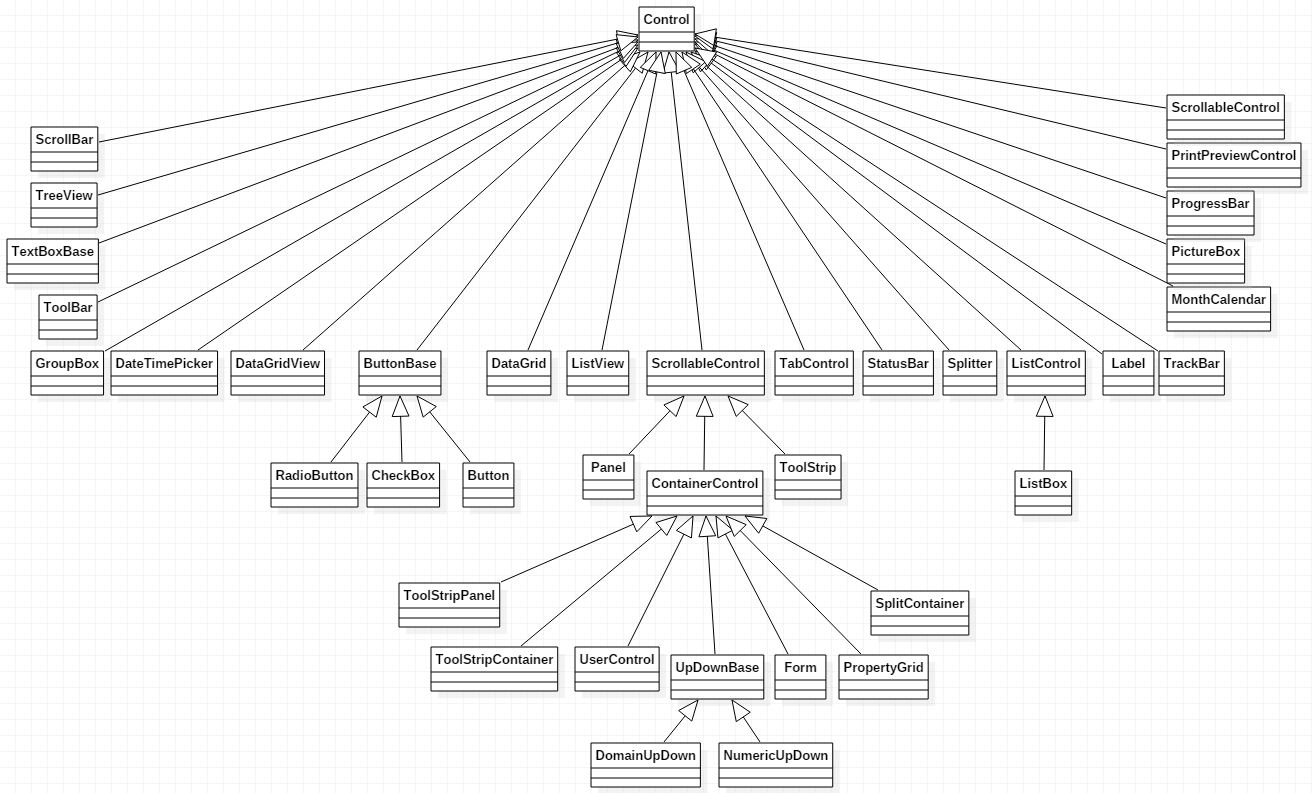 Control
ScrollableControl
ScrollBar
PrintPreviewControl
TreeView
ProgressBar
TextBoxBase
PictureBox
ToolBar
MonthCalendar
GroupBox
DateTimePicker
DataGridView
ButtonBase
DataGrid
ListView
ScrollableControl
TabControl
StatusBar
Splitter
ListControl
Label
TrackBar
RadioButton
CheckBox
Button
Panel
ContainerControl
ToolStrip
ListBox
ToolStripPanel
SplitContainer
ToolStripContainer
UserControl
UpDownBase
Form
PropertyGrid
DomainUpDown
NumericUpDown